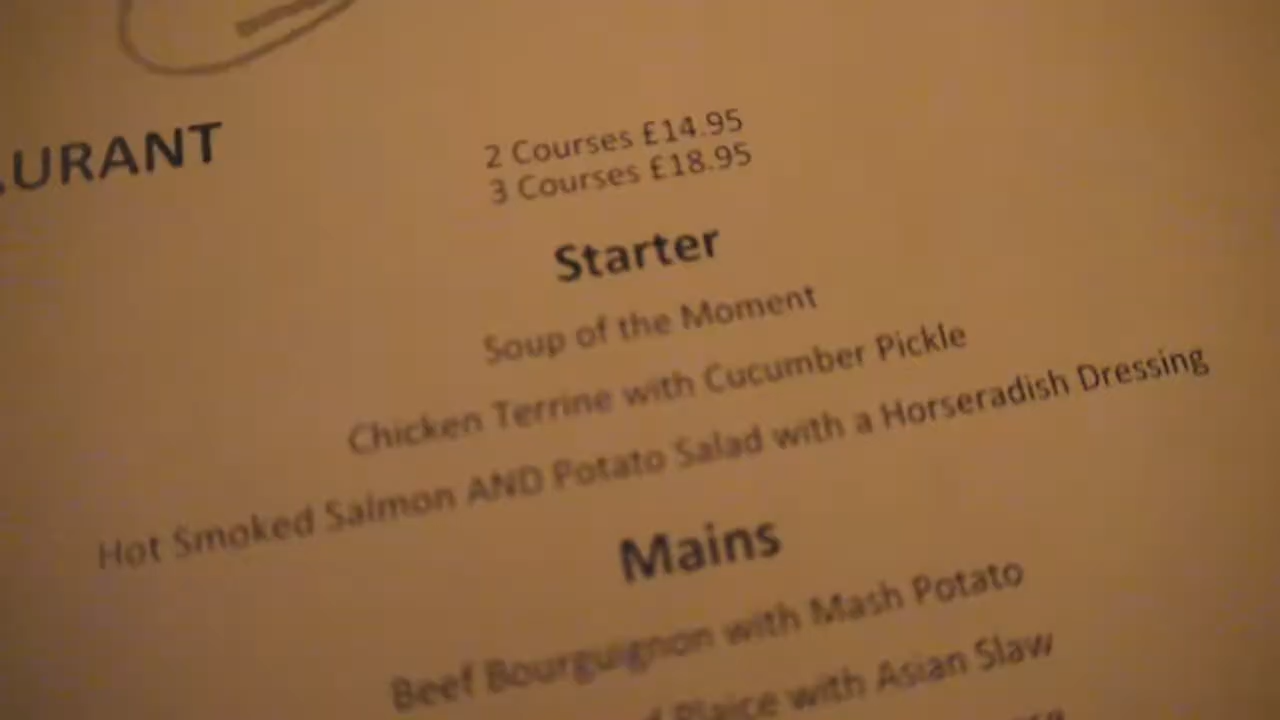 URANT
2 Courses £14.95
3 Courses £18.95
Starter
Soup of the Moment
Chicken Terrine with Cucumber Pickle
Hot Smoked Salmon AND Potato Salad with a Horseradish Dressing
Mains
Beef Bourguignon with Mash Potato
Plaice with Asian Slaw